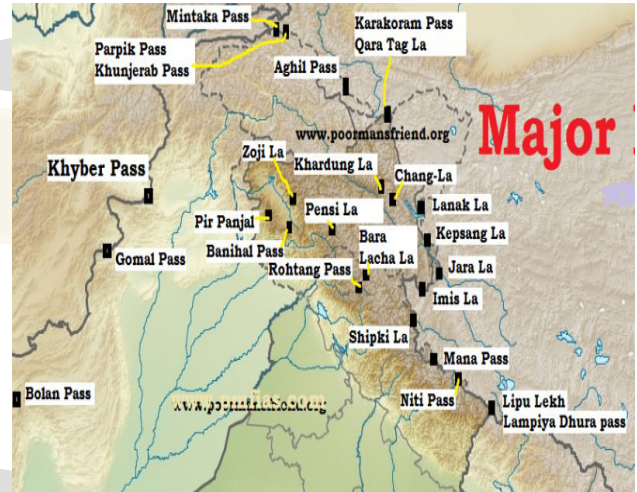 Mintaka Pass
Karakoram Pass
Qara Tag La
Parpik Pass
Khunjerab Pass
Aghil Pass
Major
www.poormansfriend.org
Zoji La
Khardung La
Chang-La
Khyber Pass
Lanak La
Pensi La
Pir Panjal
Kepsang La
Banihal Pass
Bara
Lacha La
Gomal Pass
Rohtang Pass
Jara La
Imis La
Shipki La
Mana Pass
Bolan Pass
Niti Pass
Lipu Lekh
Lampiya Dhura pass